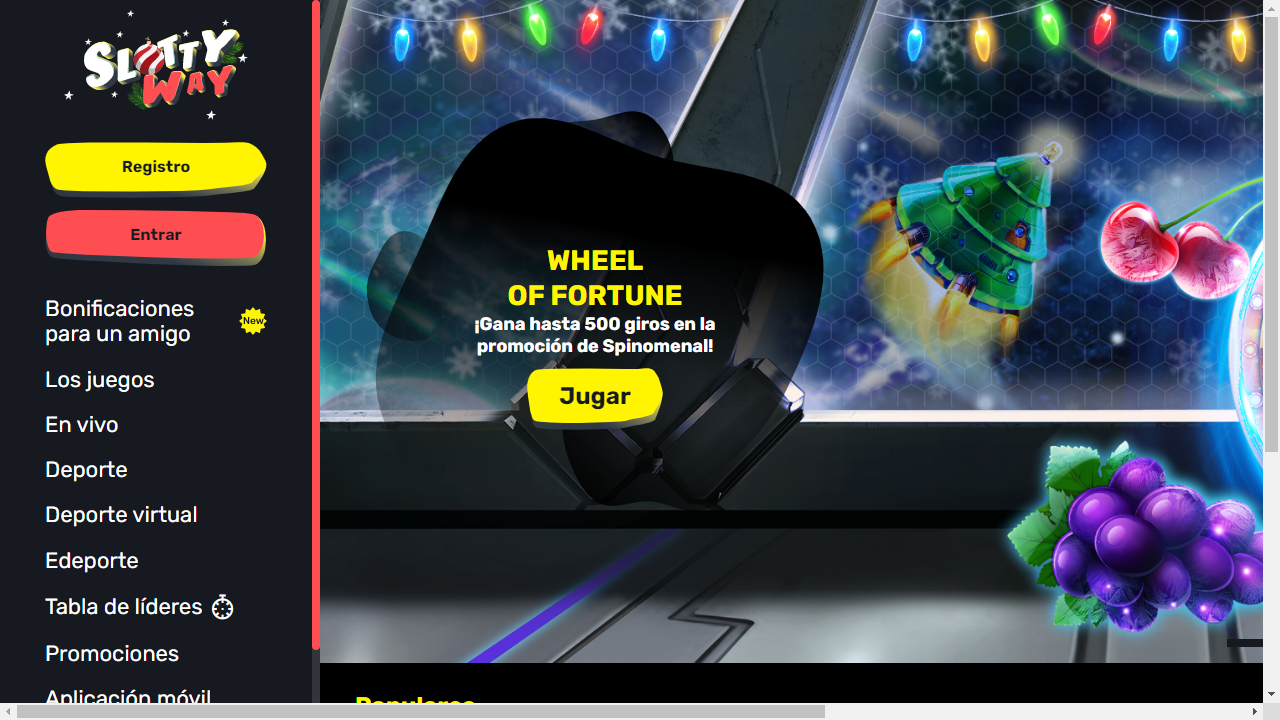 SLOTTY
WAY
Registro
Entrar
Bonificaciones
para un amigo
New
Los juegos
En vivo
Deporte
Deporte virtual
Edeporte
Tabla de líderes
Promociones
Aplicación móvil
WHEEL
OF FORTUNE
¡Gana hasta 500 giros en la
promoción de Spinomenal!
Jugar
Populares